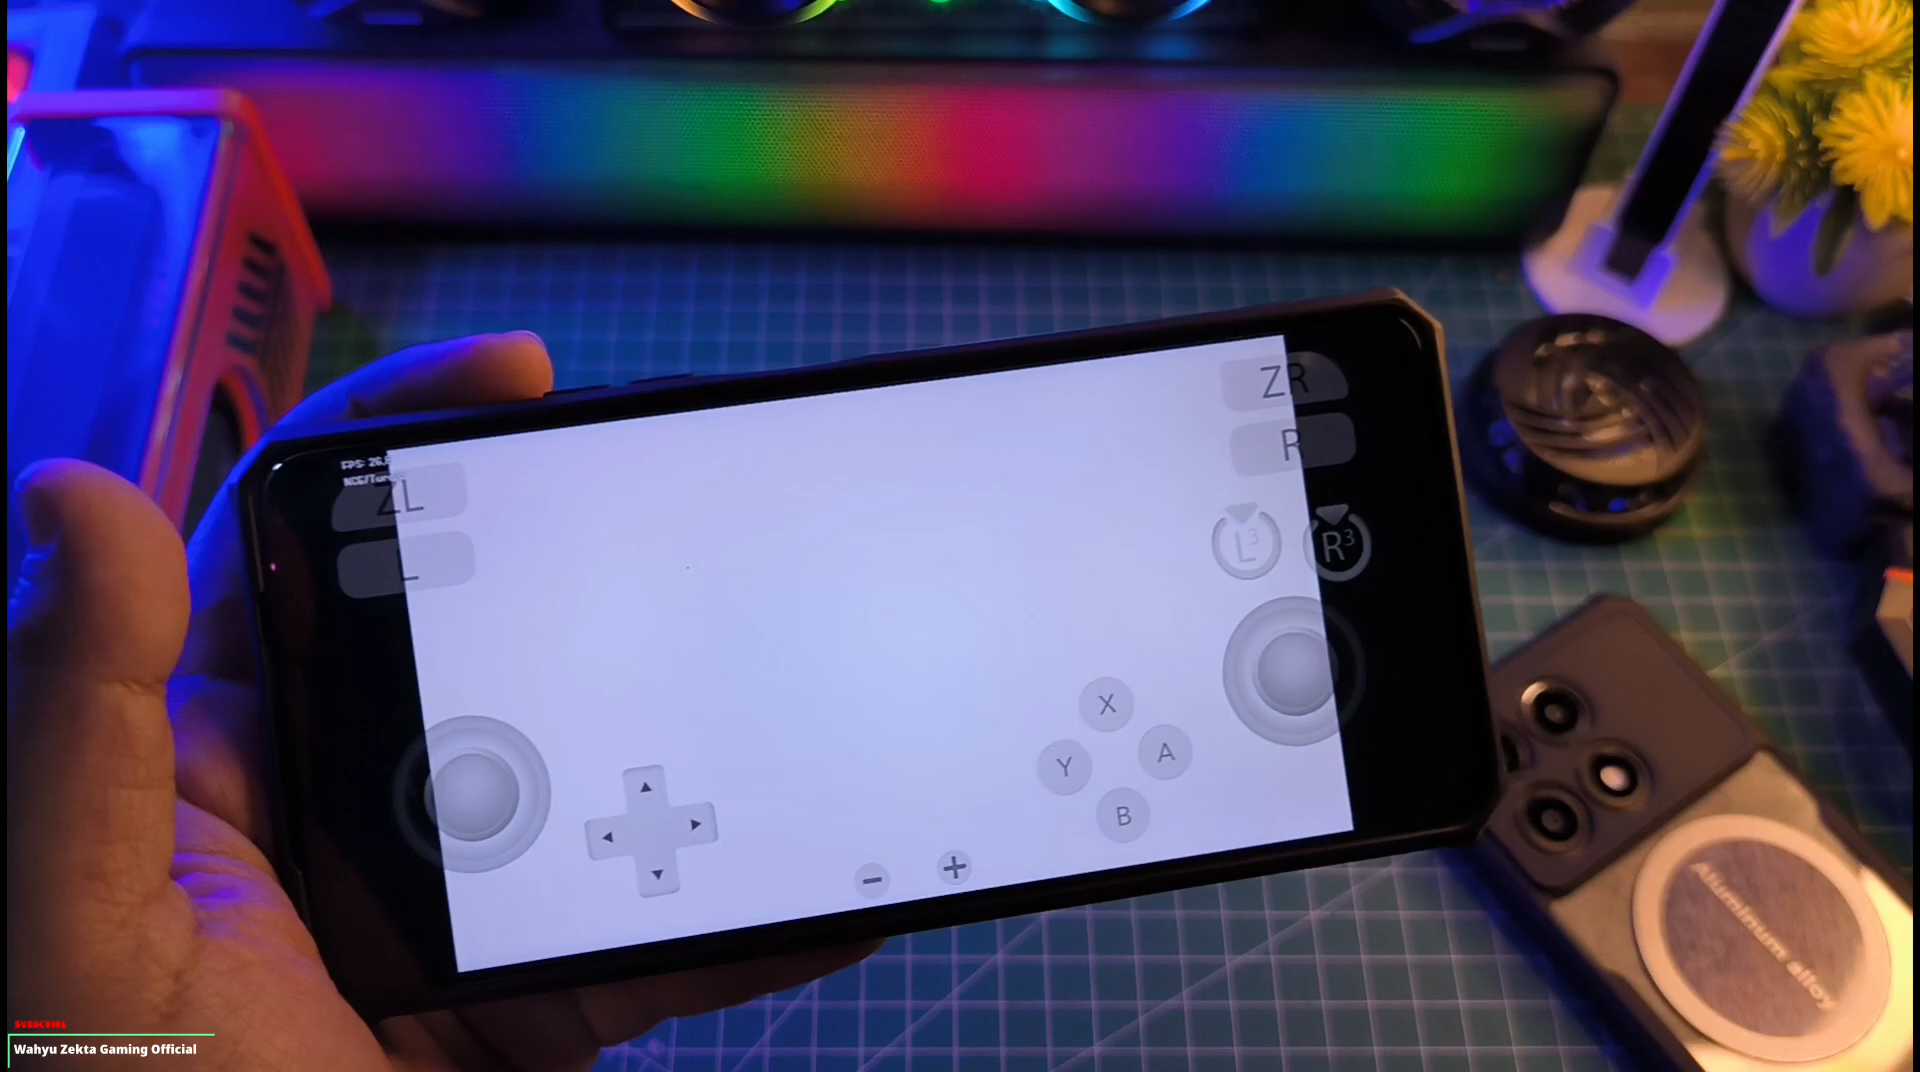 FPS: 26.
ZL
L
ZR
R
L3
R3
X
Y
A
B
−
+
Aluminum alloy
SUBSCRIBE
Wahyu Zekta Gaming Official